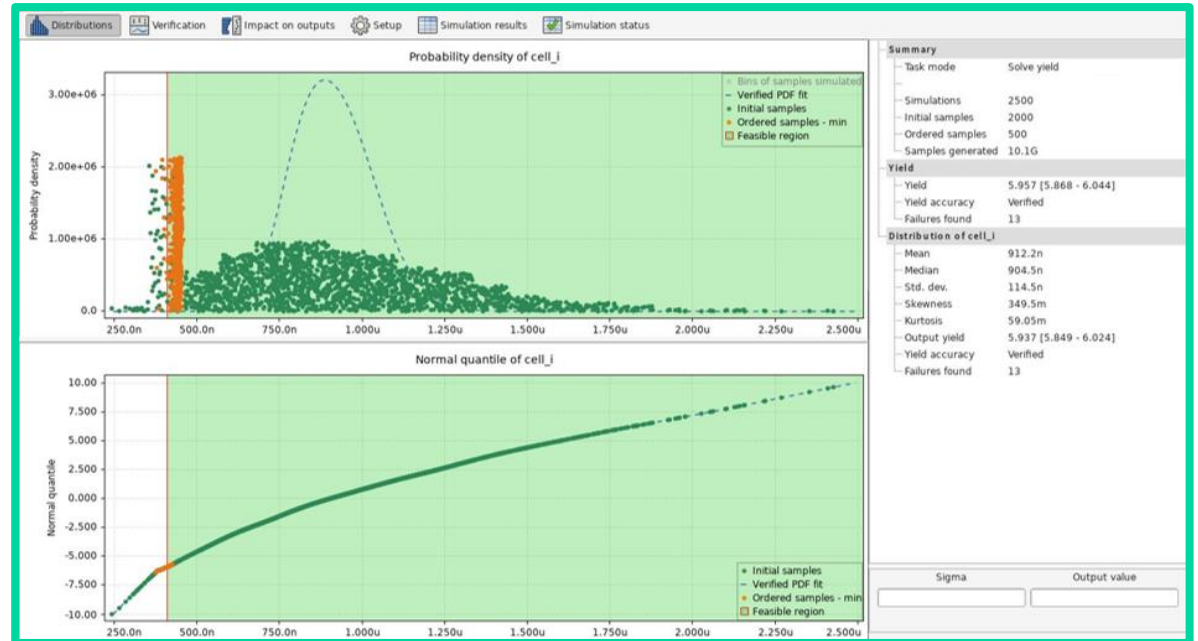 Distributions Verification Impact on outputs Setup Simulation results Simulation status
Probability density of cell_i
Probability density
3.00e+06
2.00e+06
1.00e+06
0.0
250.0n 500.0n 750.0n 1.000u 1.250u 1.500u 1.750u 2.000u 2.250u 2.500u
Bins of samples simulated
Verified PDF fit
Initial samples
Ordered samples - min
Feasible region
Normal quantile of cell_i
Normal quantile
10.00
7.500
5.000
2.500
0.000
-2.500
-5.000
-7.500
-10.00
250.0n 500.0n 750.0n 1.000u 1.250u 1.500u 1.750u 2.000u 2.250u 2.500u
Initial samples
Verified PDF fit
Ordered samples - min
Feasible region
Summary
Task mode Solve yield
Simulations 2500
Initial samples 2000
Ordered samples 500
Samples generated 10.1G
Yield
Yield 5.957 [5.868 - 6.044]
Yield accuracy Verified
Failures found 13
Distribution of cell_i
Mean 912.2n
Median 904.5n
Std. dev. 114.5n
Skewness 349.5m
Kurtosis 59.05m
Output yield 5.937 [5.849 - 6.024]
Yield accuracy Verified
Failures found 13
Sigma Output value